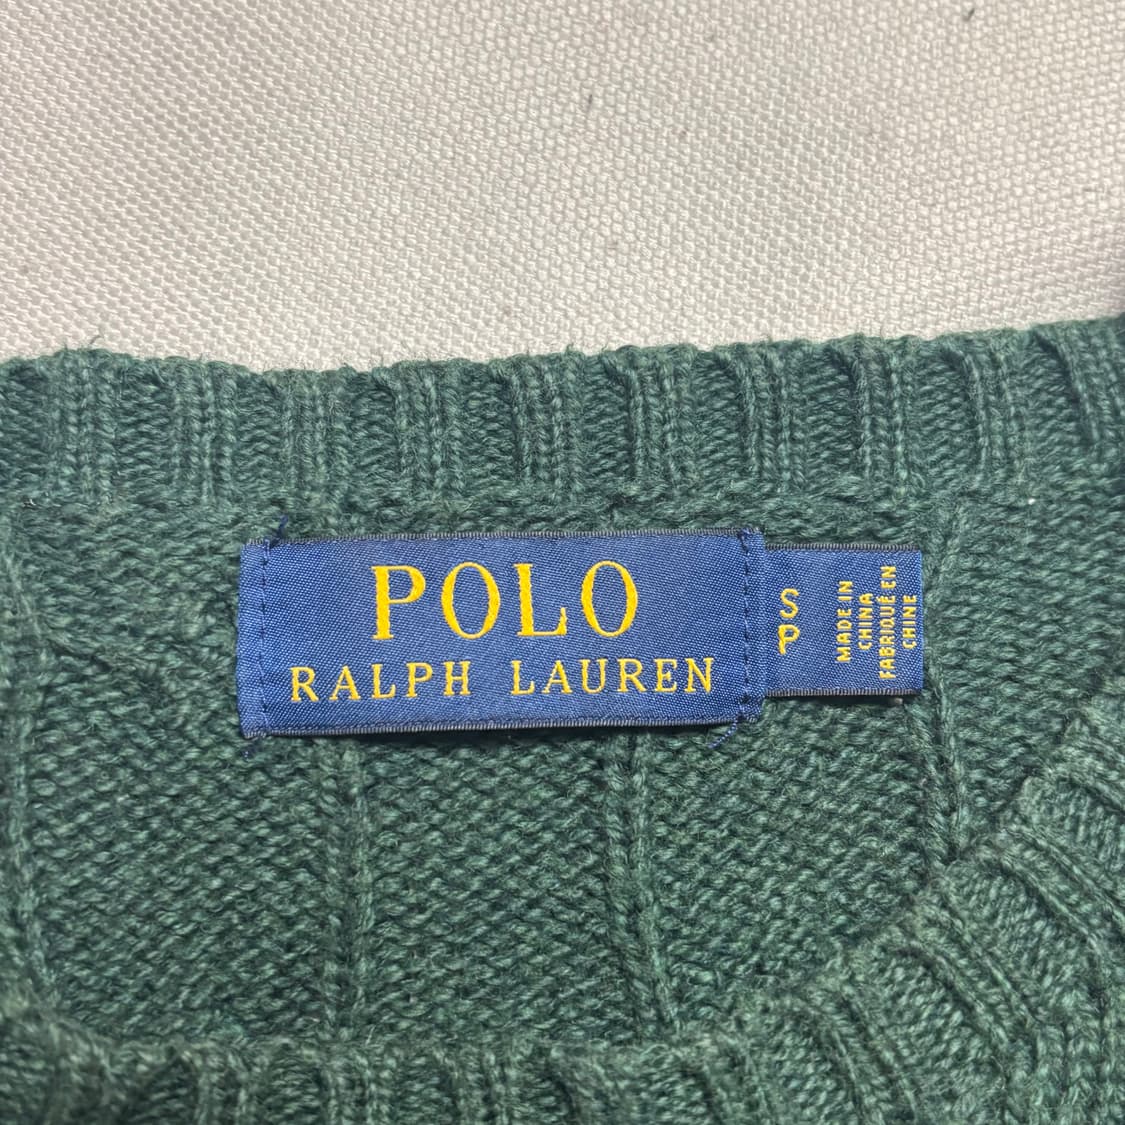 POLO
RALPH LAUREN
S
P
MADE IN
CHINA
FABRIQUÉ EN
CHINE